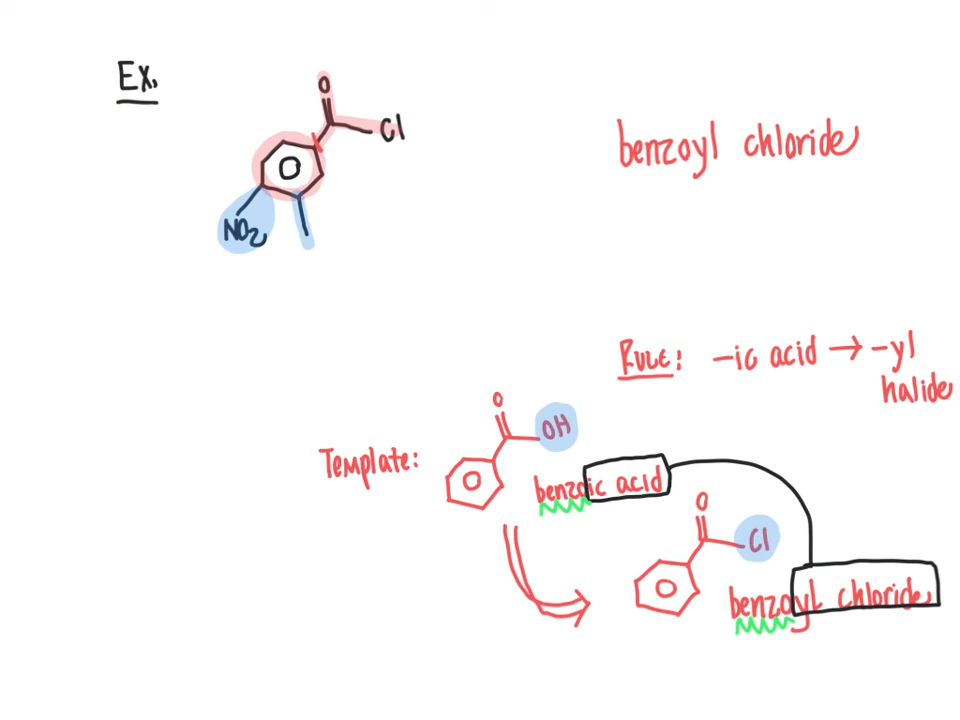 Ex.
O
Cl
NO2
benzoyl chloride
RULE: -ic acid → -yl
halide
O
OH
Template:
benzoic acid
O
Cl
benzoyl chloride